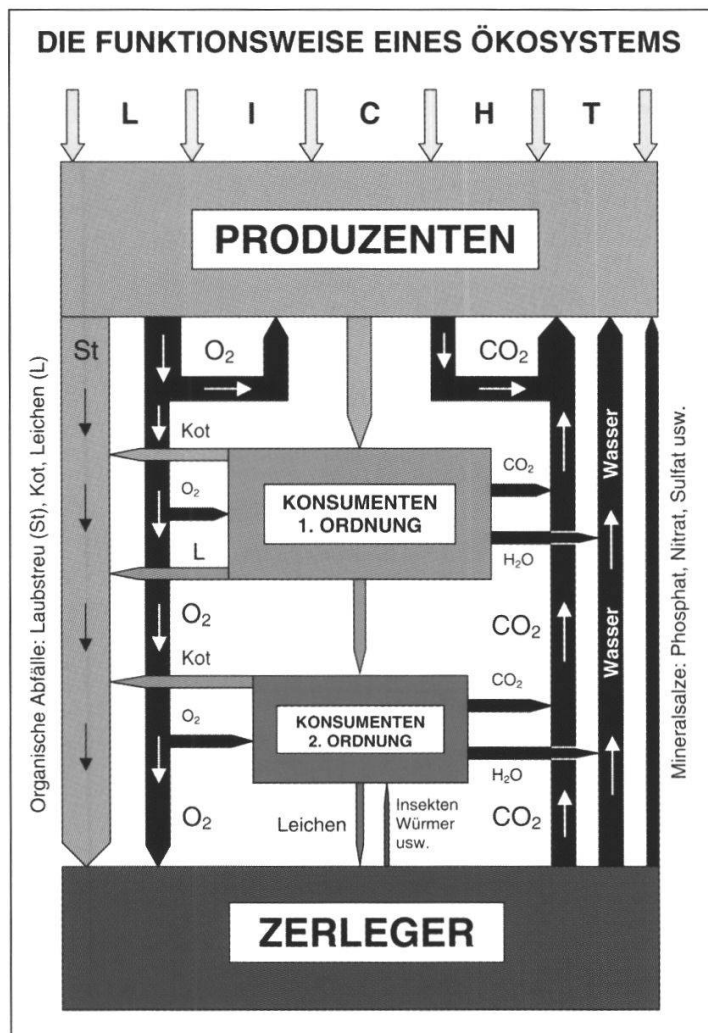 DIE FUNKTIONSWEISE EINES ÖKOSYSTEMS
L I C H T
PRODUZENTEN
St
O₂
CO₂
Organische Abfälle: Laubstreu (St), Kot, Leichen (L)
Kot
KONSUMENTEN
1. ORDNUNG
CO₂
O₂
L
H₂O
Wasser
Mineralsalze: Phosphat, Nitrat, Sulfat usw.
O₂
CO₂
Kot
KONSUMENTEN
2. ORDNUNG
CO₂
O₂
H₂O
Wasser
O₂
Leichen
Insekten
Würmer
usw.
CO₂
ZERLEGER